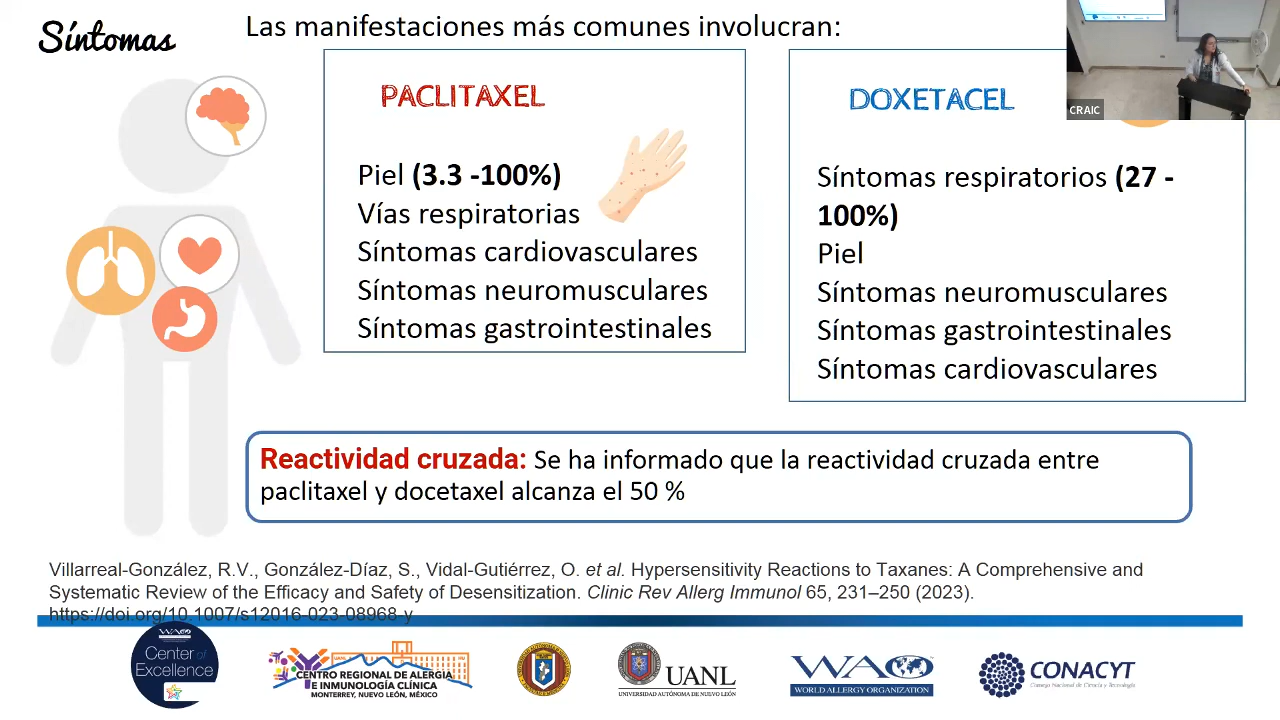 Síntomas
Las manifestaciones más comunes involucran:
PACLITAXEL
Piel (3.3 -100%)
Vías respiratorias
Síntomas cardiovasculares
Síntomas neuromusculares
Síntomas gastrointestinales
DOXETACEL
Síntomas respiratorios (27 -
100%)
Piel
Síntomas neuromusculares
Síntomas gastrointestinales
Síntomas cardiovasculares
CRAIC
Reactividad cruzada: Se ha informado que la reactividad cruzada entre
paclitaxel y docetaxel alcanza el 50 %
Villarreal-González, R.V., González-Díaz, S., Vidal-Gutiérrez, O. et al. Hypersensitivity Reactions to Taxanes: A Comprehensive and
Systematic Review of the Efficacy and Safety of Desensitization. Clinic Rev Allerg Immunol 65, 231–250 (2023).
https://doi.org/10.1007/s12016-023-08968-y
WAO
Center of
Excellence
CENTRO REGIONAL DE ALERGIA
E INMUNOLOGÍA CLÍNICA
MONTERREY, NUEVO LEÓN, MÉXICO
UANL
UNIVERSIDAD AUTÓNOMA DE NUEVO LEÓN
WAO
WORLD ALLERGY ORGANIZATION
CONACYT
Consejo Nacional de Ciencia y Tecnología